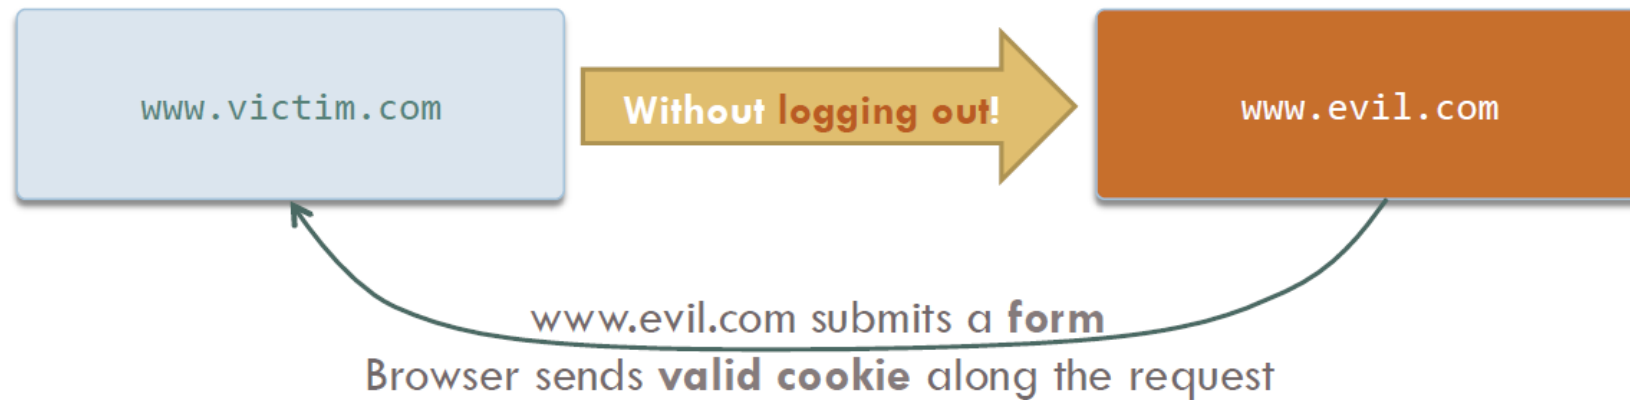 www.victim.com
Without logging out!
www.evil.com
www.evil.com submits a form
Browser sends valid cookie along the request